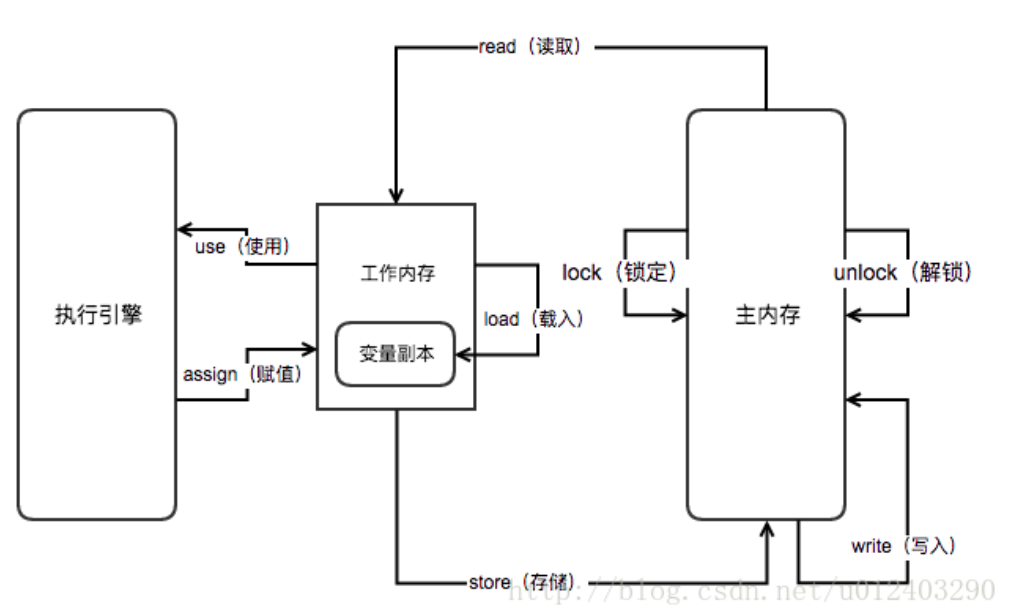 read（读取）
use（使用）
工作内存
lock（锁定）
unlock（解锁）
执行引擎
load（载入）
主内存
变量副本
assign（赋值）
write（写入）
store（存储）
http://blog.csdn.net/u012403290